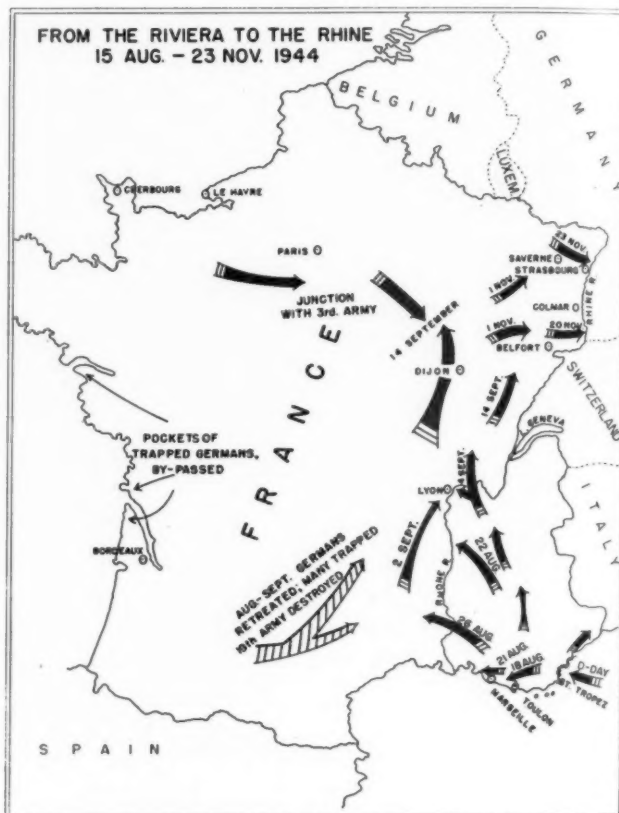 FROM THE RIVIERA TO THE RHINE
15 AUG. – 23 NOV. 1944
GERMANY
BELGIUM
LUXEM.
CHERBOURG
LE HAVRE
PARIS
JUNCTION
WITH 3rd. ARMY
14 SEPTEMBER
23 NOV.
SAVERNE
STRASBOURG
1 NOV.
COLMAR
RHINE R.
1 NOV.
20 NOV.
BELFORT
DIJON
14 SEPT.
SWITZERLAND
GENEVA
FRANCE
POCKETS OF
TRAPPED GERMANS,
BY-PASSED
LYON
SEPT.
ITALY
BORDEAUX
AUG.-SEPT. GERMANS
RETREATED; MANY TRAPPED
19th ARMY DESTROYED
2 SEPT.
RHONE R.
22 AUG.
26 AUG.
21 AUG.
18 AUG.
D-DAY
ST. TROPEZ
TOULON
MARSEILLE
SPAIN